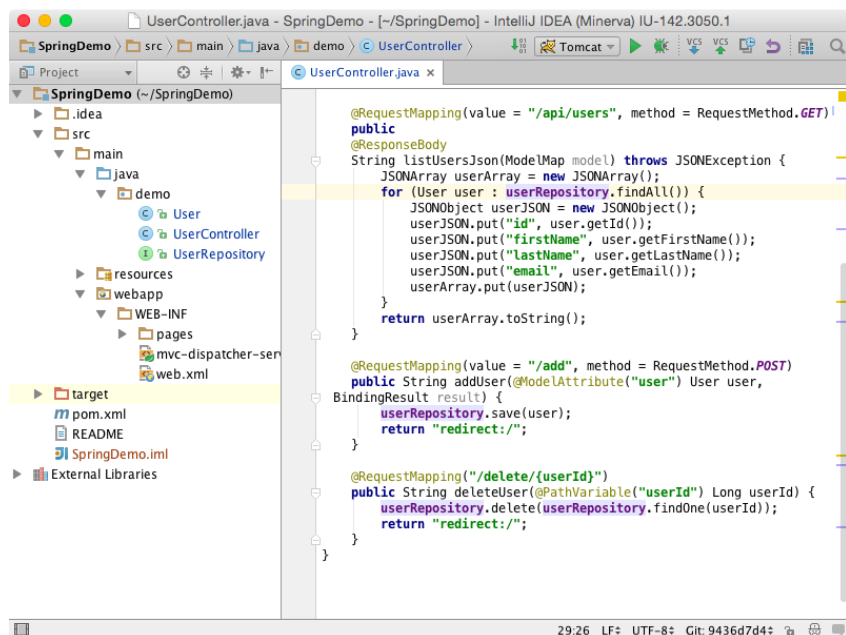 UserController.java - SpringDemo - [~/SpringDemo] - IntelliJ IDEA (Minerva) IU-142.3050.1
SpringDemo src main java demo UserController Tomcat VCS VCS
Project
UserController.java
SpringDemo (~/SpringDemo)
.idea
src
main
java
demo
User
UserController
UserRepository
resources
webapp
WEB-INF
pages
mvc-dispatcher-serv
web.xml
target
pom.xml
README
SpringDemo.iml
External Libraries
@RequestMapping(value = "/api/users", method = RequestMethod.GET)
public
@ResponseBody
String listUsersJson(ModelMap model) throws JSONException {
JSONArray userArray = new JSONArray();
for (User user : userRepository.findAll()) {
JSONObject userJSON = new JSONObject();
userJSON.put("id", user.getId());
userJSON.put("firstName", user.getFirstName());
userJSON.put("lastName", user.getLastName());
userJSON.put("email", user.getEmail());
userArray.put(userJSON);
}
return userArray.toString();
}
@RequestMapping(value = "/add", method = RequestMethod.POST)
public String addUser(@ModelAttribute("user") User user,
BindingResult result) {
userRepository.save(user);
return "redirect:/";
}
@RequestMapping("/delete/{userId}")
public String deleteUser(@PathVariable("userId") Long userId) {
userRepository.delete(userRepository.findOne(userId));
return "redirect:/";
}
}
29:26 LF UTF-8 Git: 9436d7d4